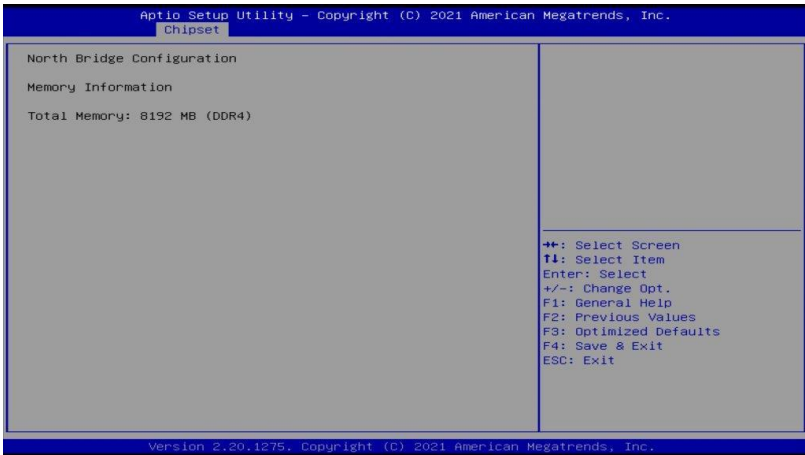 Aptio Setup Utility – Copyright (C) 2021 American Megatrends, Inc.
Chipset
North Bridge Configuration
Memory Information
Total Memory: 8192 MB (DDR4)
→←: Select Screen
↑↓: Select Item
Enter: Select
+/-: Change Opt.
F1: General Help
F2: Previous Values
F3: Optimized Defaults
F4: Save & Exit
ESC: Exit
Version 2.20.1275. Copyright (C) 2021 American Megatrends, Inc.